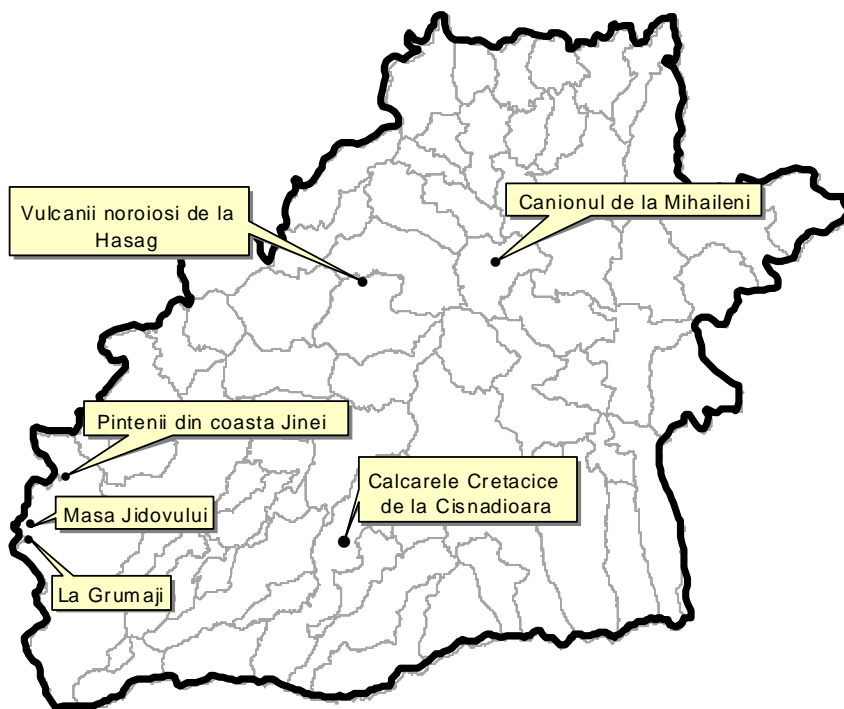 Vulcanii noroiosi de la
Hasag
Canionul de la Mihaileni
Pintenii din coasta Jinei
Calcarele Cretacice
de la Cisnadioara
Masa Jidovului
La Grumaji